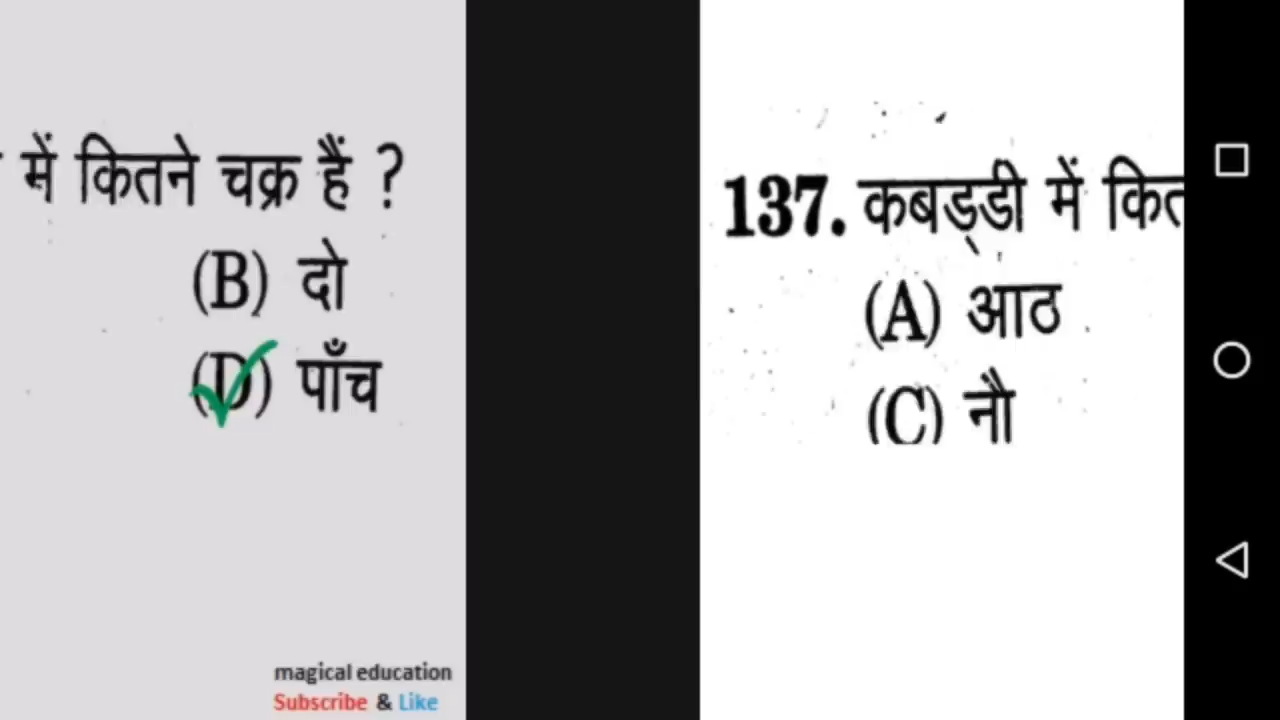 में कितने चक्र हैं ?
(B) दो
(D) पाँच
magical education
Subscribe & Like
137. कबड्डी में कित
(A) आठ
(C) नौ